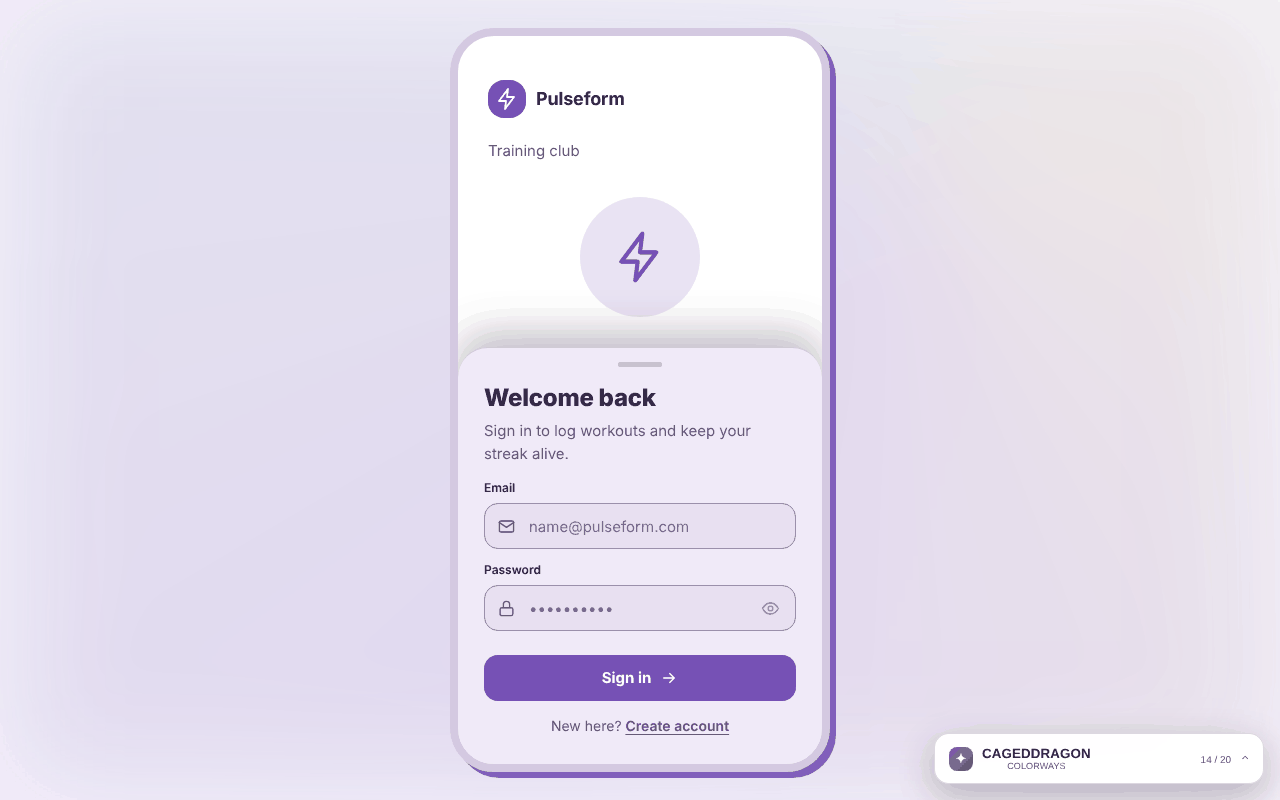 Pulseform
Training club
Welcome back
Sign in to log workouts and keep your
streak alive.
Email
name@pulseform.com
Password
••••••••••
Sign in →
New here? Create account
CAGEDDRAGON
COLORWAYS
14 / 20